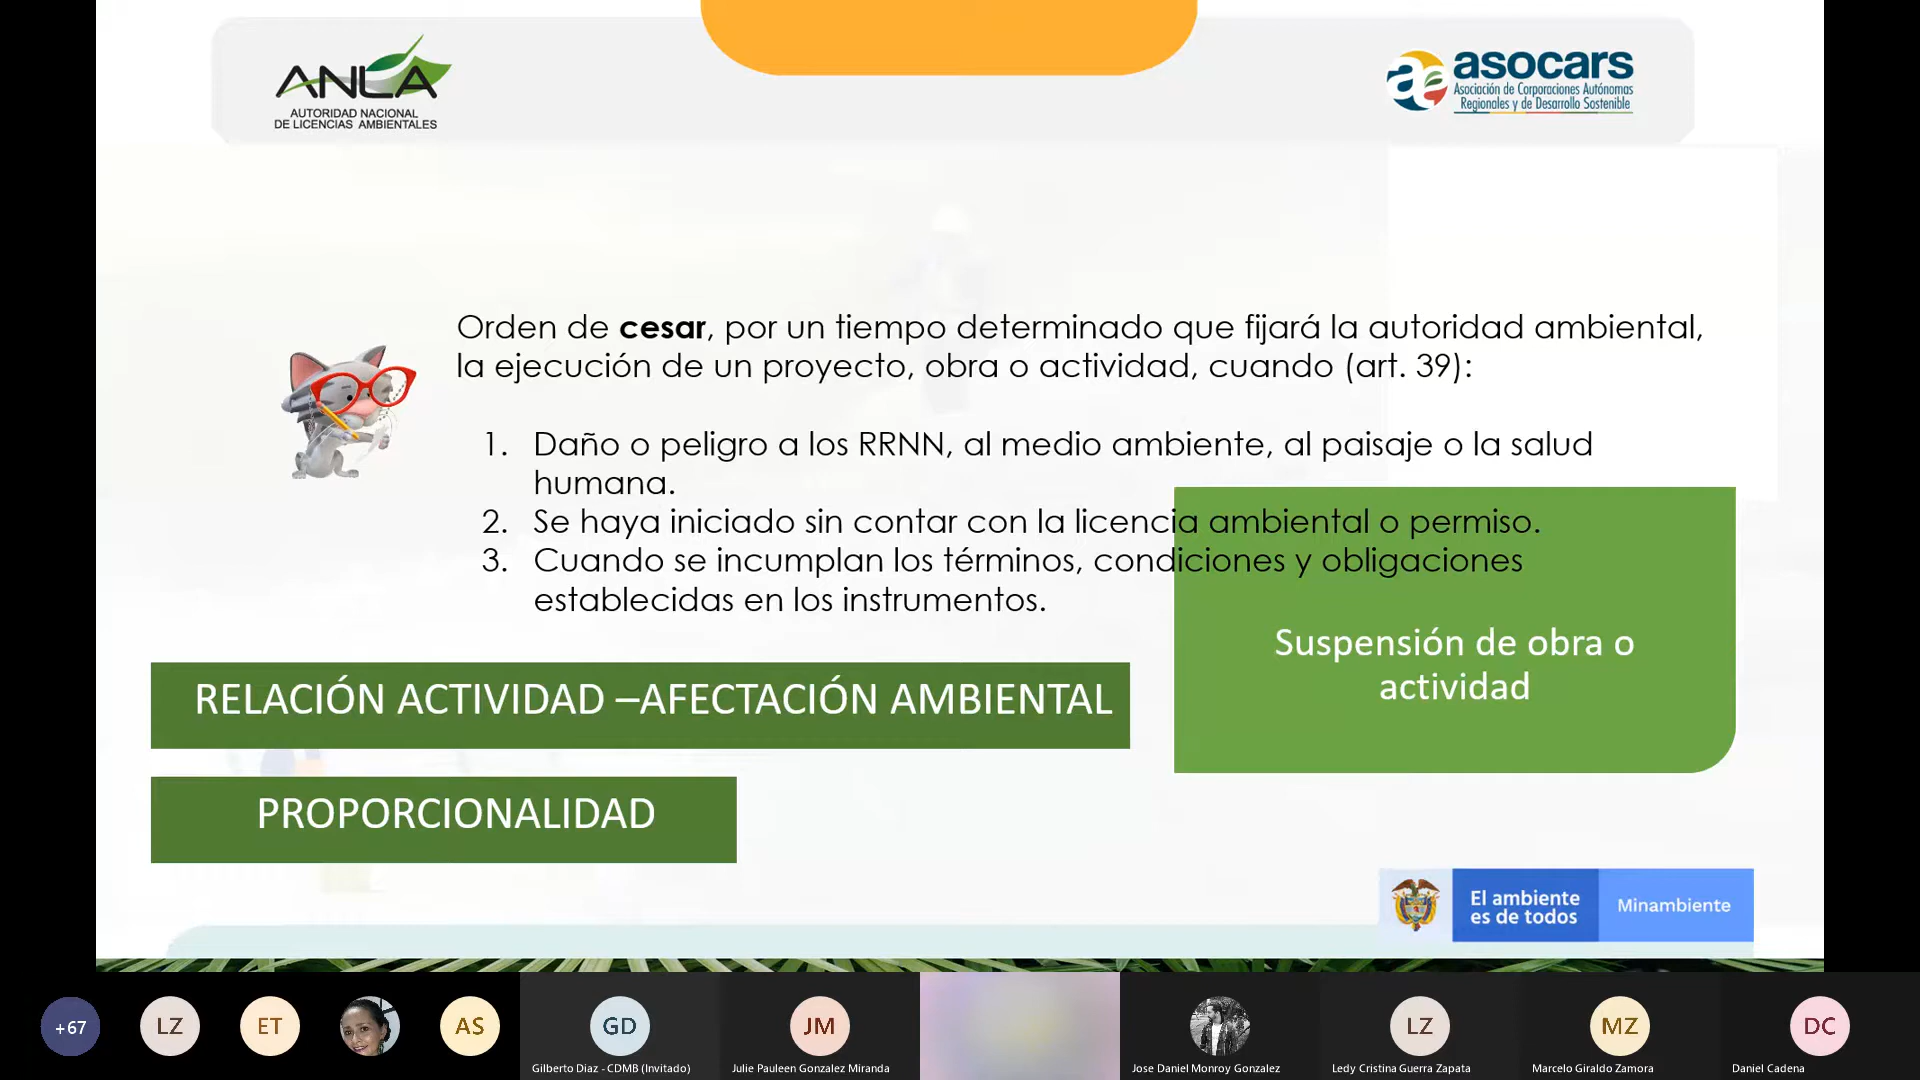 ANLA
AUTORIDAD NACIONAL
DE LICENCIAS AMBIENTALES
asocars
Asociación de Corporaciones Autónomas
Regionales y de Desarrollo Sostenible
Orden de cesar, por un tiempo determinado que fijará la autoridad ambiental,
la ejecución de un proyecto, obra o actividad, cuando (art. 39):
1. Daño o peligro a los RRNN, al medio ambiente, al paisaje o la salud
humana.
2. Se haya iniciado sin contar con la licencia ambiental o permiso.
3. Cuando se incumplan los términos, condiciones y obligaciones
establecidas en los instrumentos.
Suspensión de obra o
actividad
RELACIÓN ACTIVIDAD –AFECTACIÓN AMBIENTAL
PROPORCIONALIDAD
El ambiente
es de todos
Minambiente
+67
LZ
ET
AS
GD
JM
LZ
MZ
DC
Gilberto Diaz - CDMB (Invitado)
Julie Pauleen Gonzalez Miranda
Jose Daniel Monroy Gonzalez
Ledy Cristina Guerra Zapata
Marcelo Giraldo Zamora
Daniel Cadena